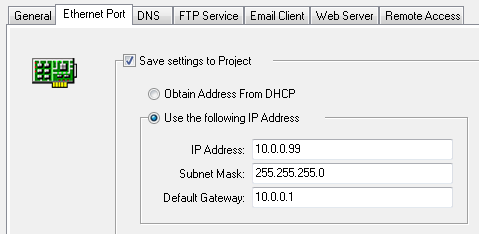 General Ethernet Port DNS FTP Service Email Client Web Server Remote Access
Save settings to Project
Obtain Address From DHCP
Use the following IP Address
IP Address: 10.0.0.99
Subnet Mask: 255.255.255.0
Default Gateway: 10.0.0.1